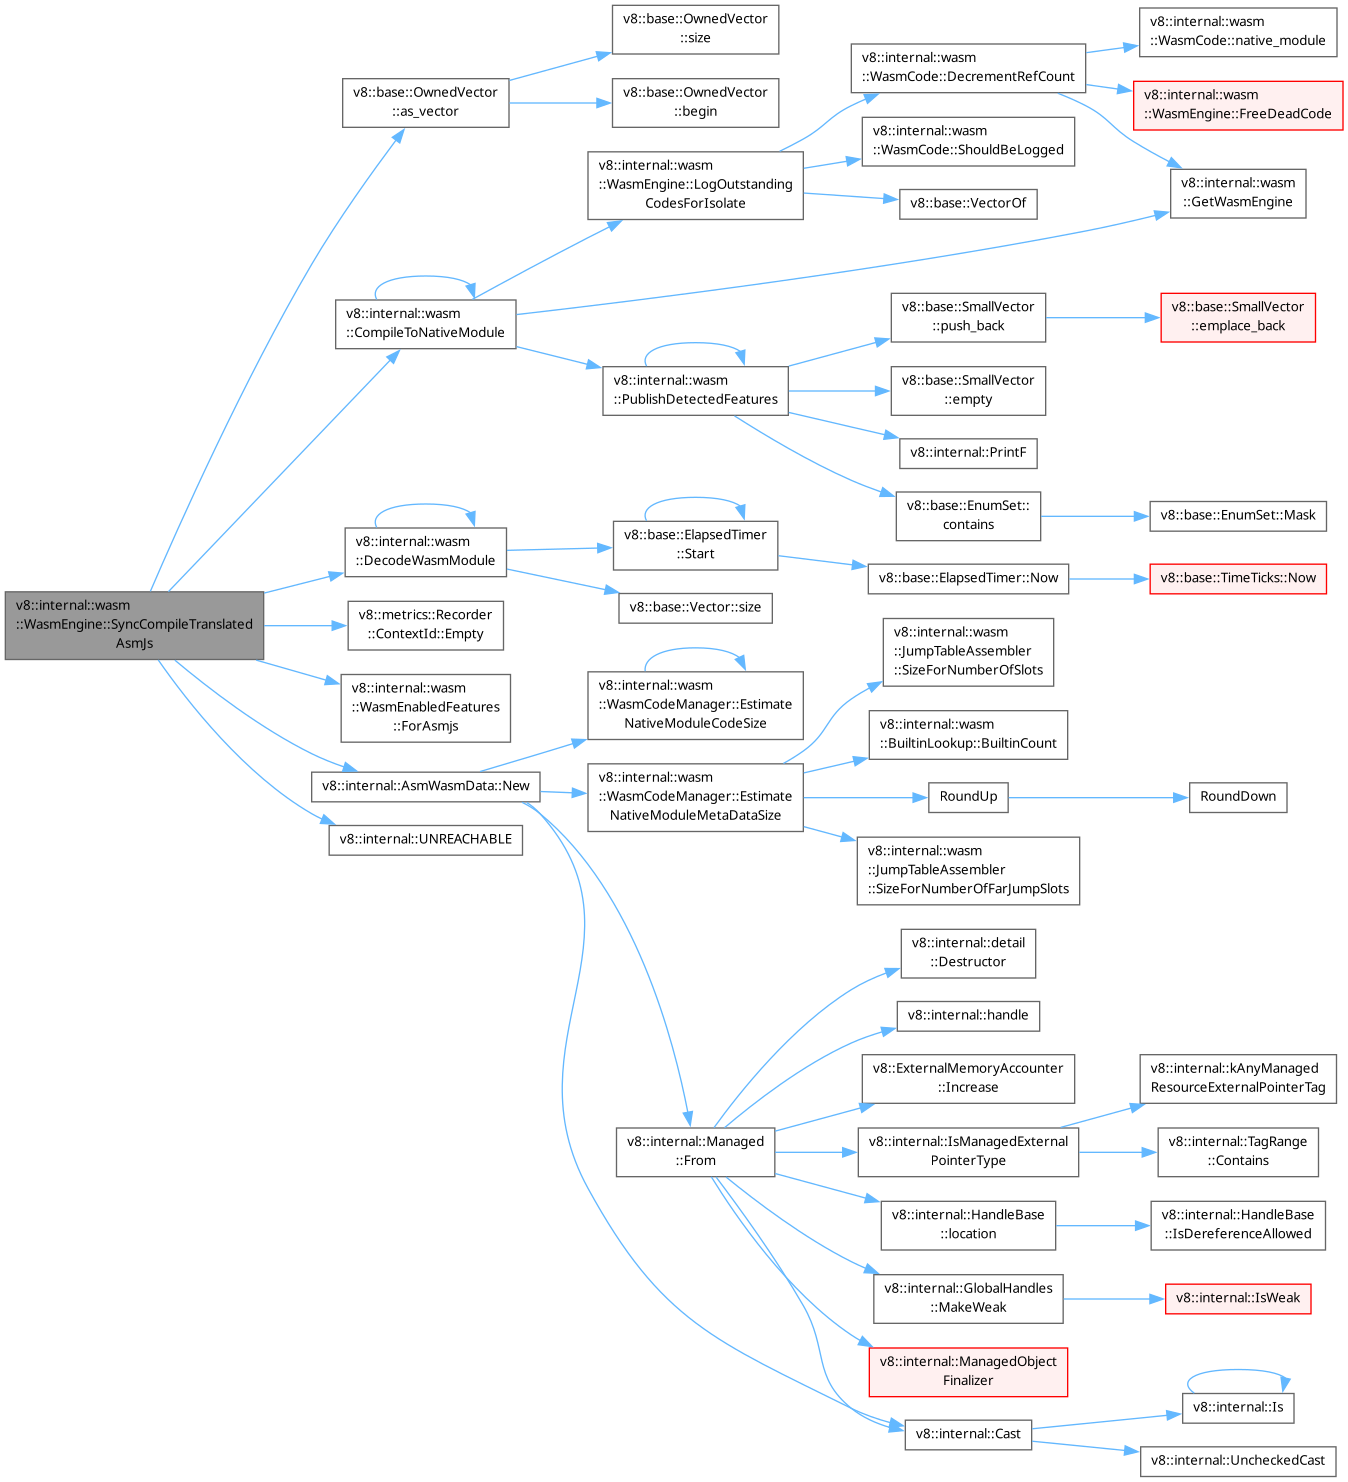 v8::internal::wasm
::WasmEngine::SyncCompileTranslated
AsmJs
v8::base::OwnedVector
::as_vector
v8::base::OwnedVector
::size
v8::base::OwnedVector
::begin
v8::internal::wasm
::CompileToNativeModule
v8::internal::wasm
::WasmEngine::LogOutstanding
CodesForIsolate
v8::internal::wasm
::WasmCode::DecrementRefCount
v8::internal::wasm
::WasmCode::native_module
v8::internal::wasm
::WasmEngine::FreeDeadCode
v8::internal::wasm
::GetWasmEngine
v8::internal::wasm
::WasmCode::ShouldBeLogged
v8::base::VectorOf
v8::internal::wasm
::PublishDetectedFeatures
v8::base::SmallVector
::push_back
v8::base::SmallVector
::emplace_back
v8::base::SmallVector
::empty
v8::internal::PrintF
v8::base::EnumSet::
contains
v8::base::EnumSet::Mask
v8::internal::wasm
::DecodeWasmModule
v8::base::ElapsedTimer
::Start
v8::base::ElapsedTimer::Now
v8::base::TimeTicks::Now
v8::base::Vector::size
v8::metrics::Recorder
::ContextId::Empty
v8::internal::wasm
::WasmEnabledFeatures
::ForAsmjs
v8::internal::AsmWasmData::New
v8::internal::wasm
::WasmCodeManager::Estimate
NativeModuleCodeSize
v8::internal::wasm
::WasmCodeManager::Estimate
NativeModuleMetaDataSize
v8::internal::wasm
::JumpTableAssembler
::SizeForNumberOfSlots
v8::internal::wasm
::BuiltinLookup::BuiltinCount
RoundUp
RoundDown
v8::internal::wasm
::JumpTableAssembler
::SizeForNumberOfFarJumpSlots
v8::internal::UNREACHABLE
v8::internal::Managed
::From
v8::internal::detail
::Destructor
v8::internal::handle
v8::ExternalMemoryAccounter
::Increase
v8::internal::IsManagedExternal
PointerType
v8::internal::kAnyManaged
ResourceExternalPointerTag
v8::internal::TagRange
::Contains
v8::internal::HandleBase
::location
v8::internal::HandleBase
::IsDereferenceAllowed
v8::internal::GlobalHandles
::MakeWeak
v8::internal::IsWeak
v8::internal::ManagedObject
Finalizer
v8::internal::Cast
v8::internal::Is
v8::internal::UncheckedCast